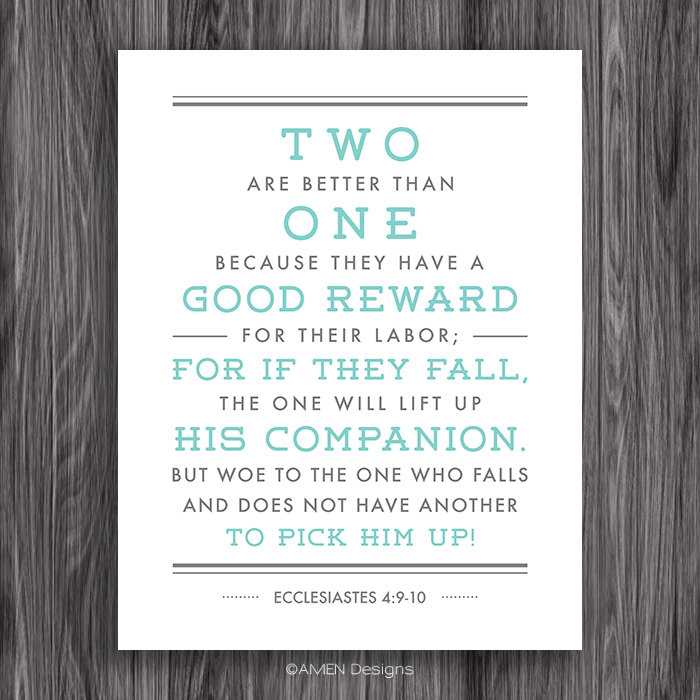 TWO
ARE BETTER THAN
ONE
BECAUSE THEY HAVE A
GOOD REWARD
FOR THEIR LABOR;
FOR IF THEY FALL,
THE ONE WILL LIFT UP
HIS COMPANION.
BUT WOE TO THE ONE WHO FALLS
AND DOES NOT HAVE ANOTHER
TO PICK HIM UP!
ECCLESIASTES 4:9-10
©AMEN Designs